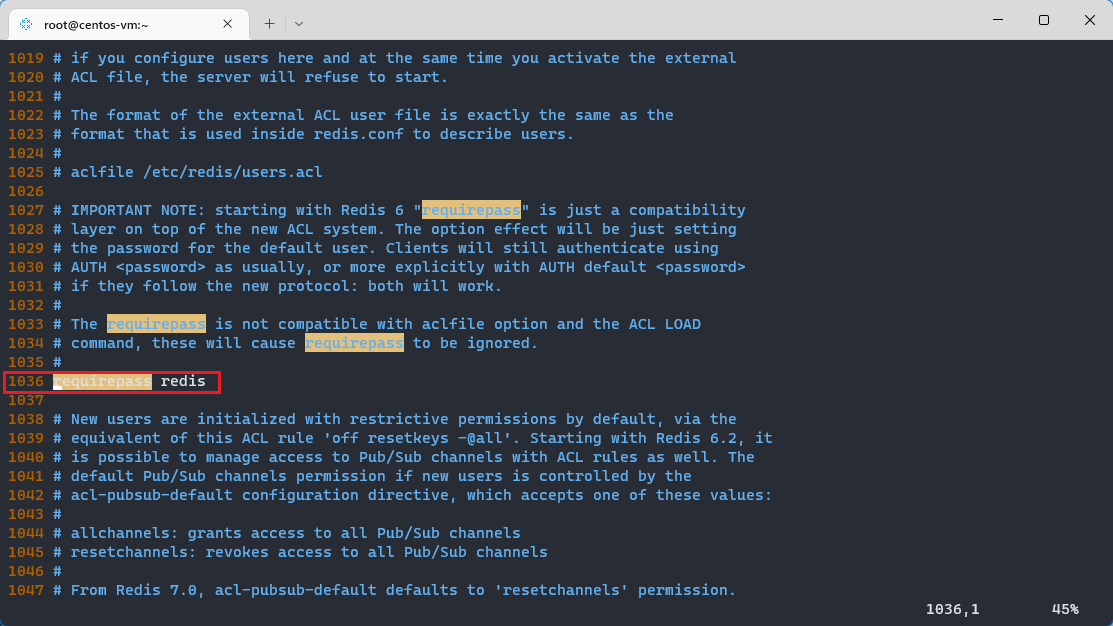 root@centos-vm:~
1019 # if you configure users here and at the same time you activate the external
1020 # ACL file, the server will refuse to start.
1021 #
1022 # The format of the external ACL user file is exactly the same as the
1023 # format that is used inside redis.conf to describe users.
1024 #
1025 # aclfile /etc/redis/users.acl
1026
1027 # IMPORTANT NOTE: starting with Redis 6 "requirepass" is just a compatibility
1028 # layer on top of the new ACL system. The option effect will be just setting
1029 # the password for the default user. Clients will still authenticate using
1030 # AUTH <password> as usually, or more explicitly with AUTH default <password>
1031 # if they follow the new protocol: both will work.
1032 #
1033 # The requirepass is not compatible with aclfile option and the ACL LOAD
1034 # command, these will cause requirepass to be ignored.
1035 #
1036 requirepass redis
1037
1038 # New users are initialized with restrictive permissions by default, via the
1039 # equivalent of this ACL rule 'off resetkeys -@all'. Starting with Redis 6.2, it
1040 # is possible to manage access to Pub/Sub channels with ACL rules as well. The
1041 # default Pub/Sub channels permission if new users is controlled by the
1042 # acl-pubsub-default configuration directive, which accepts one of these values:
1043 #
1044 # allchannels: grants access to all Pub/Sub channels
1045 # resetchannels: revokes access to all Pub/Sub channels
1046 #
1047 # From Redis 7.0, acl-pubsub-default defaults to 'resetchannels' permission.
1036,1 45%